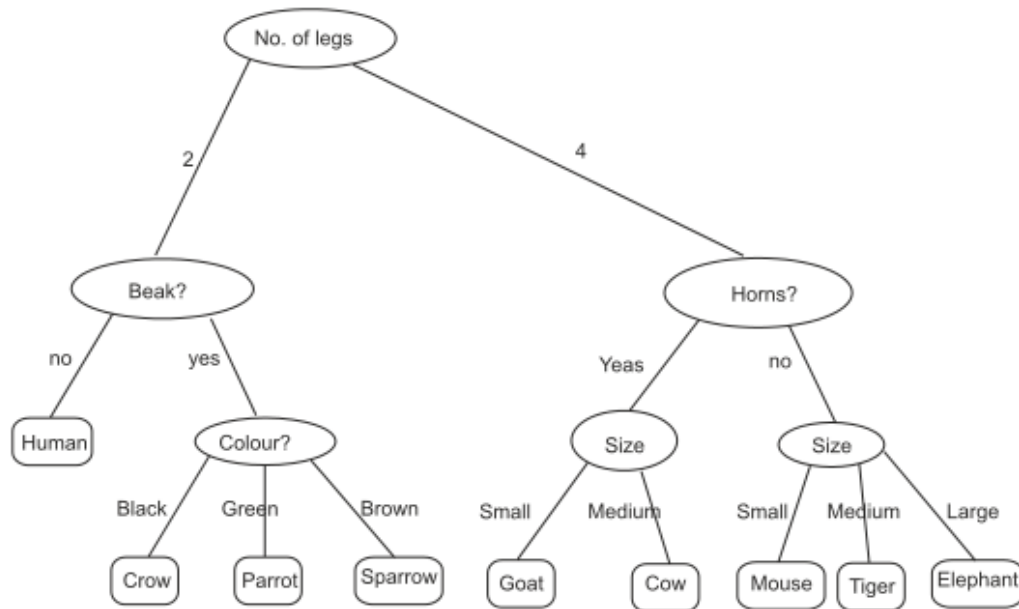 No. of legs
2
4
Beak?
Horns?
no
yes
Yeas
no
Human
Colour?
Size
Size
Black
Green
Brown
Small
Medium
Small
Medium
Large
Crow
Parrot
Sparrow
Goat
Cow
Mouse
Tiger
Elephant